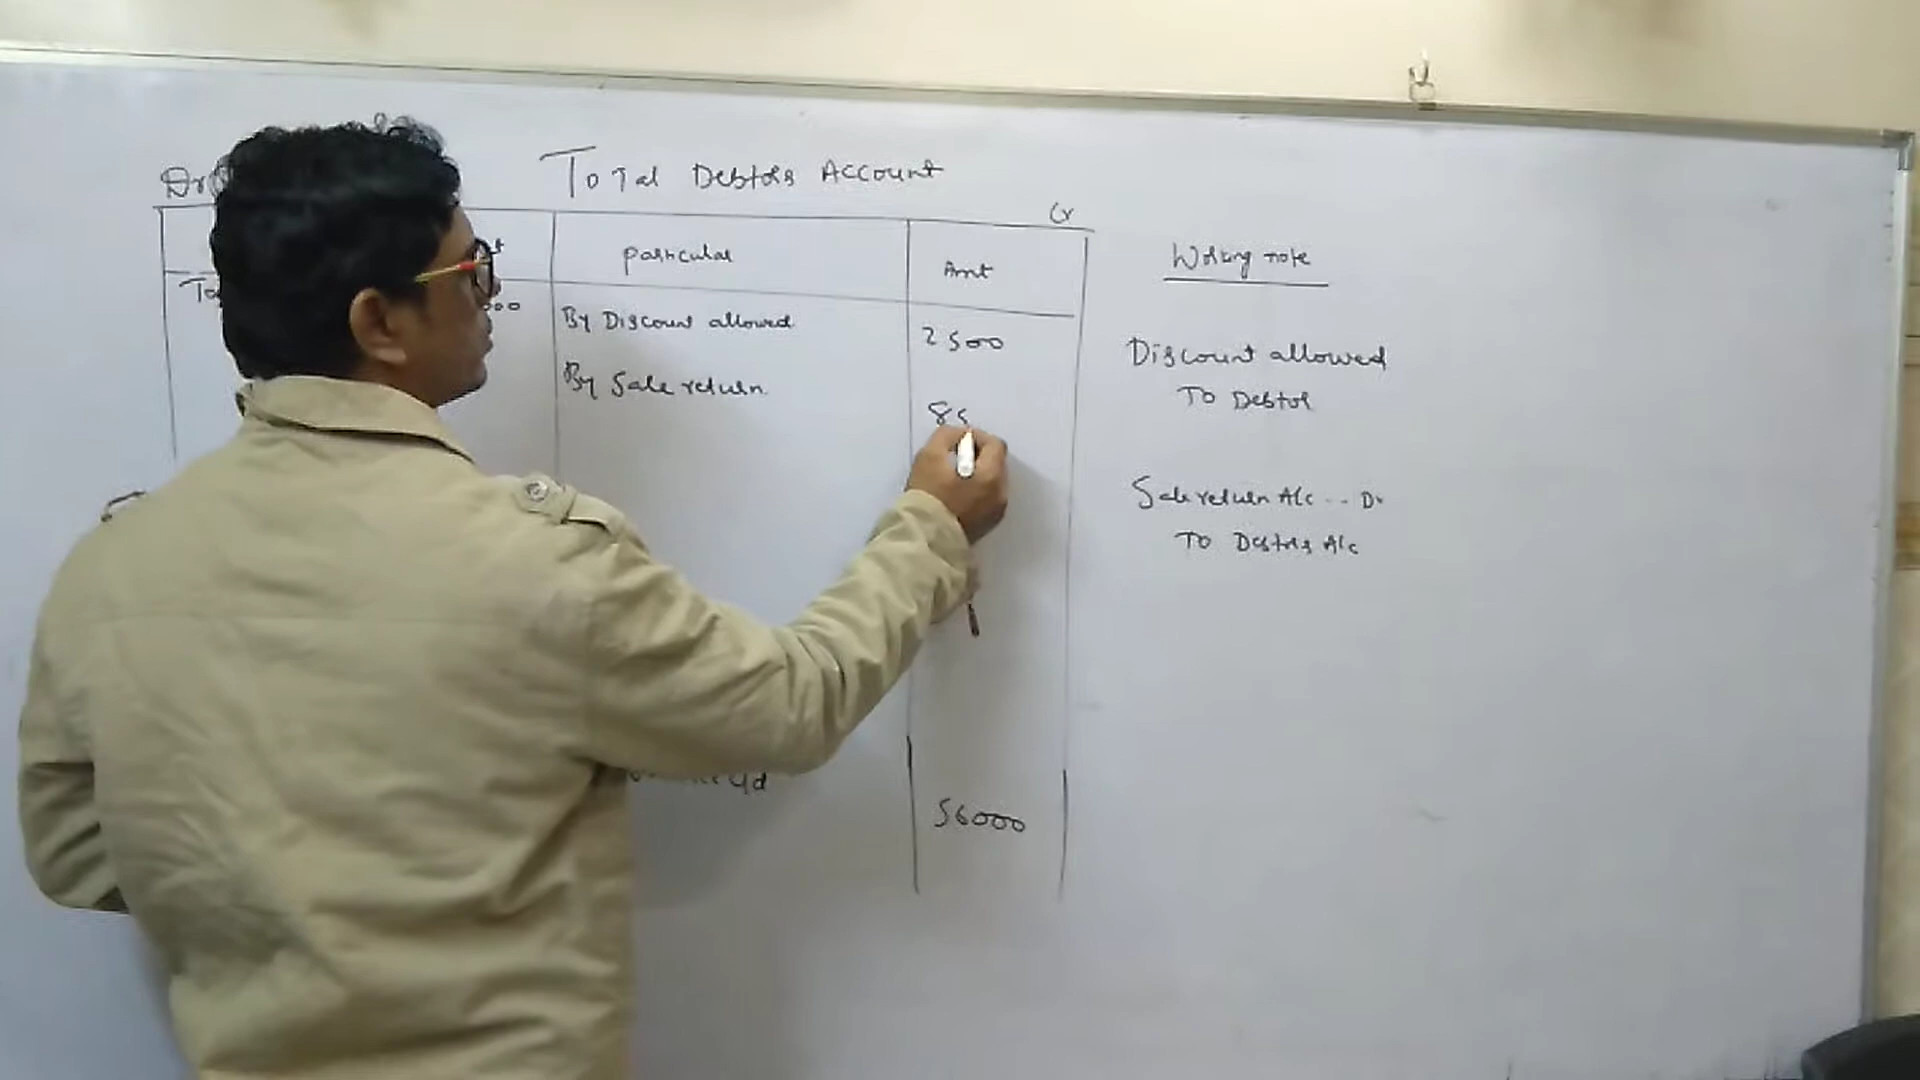 Dr
Total Debtors Account
Cr
particular
Amt
000
By Discount allowed
2500
By Sale return
85
c/d
56000
Working note
Discount allowed
To Debtor
Sale return A/c -- Dr
To Debtors A/c